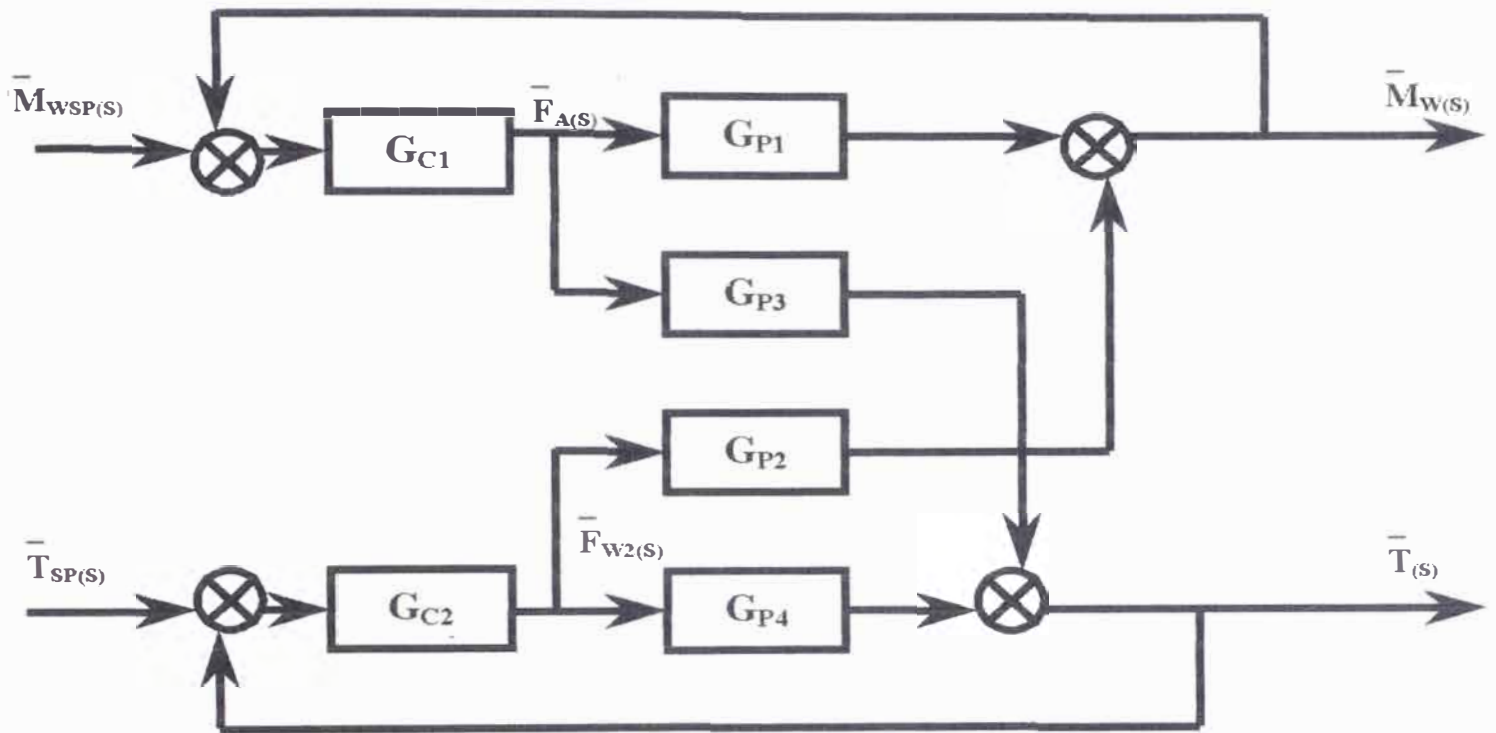 M̄WSP(S)
F̄A(S)
M̄W(S)
GC1
GP1
GP3
GP2
T̄SP(S)
F̄W2(S)
T̄(S)
GC2
GP4